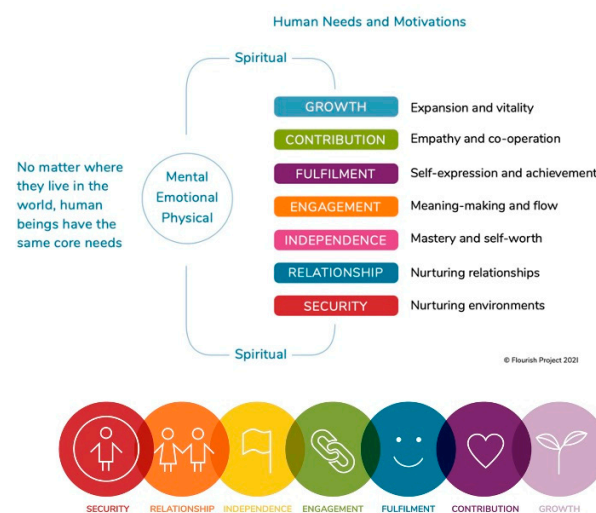 Human Needs and Motivations
Spiritual
GROWTH Expansion and vitality
CONTRIBUTION Empathy and co-operation
FULFILMENT Self-expression and achievement
ENGAGEMENT Meaning-making and flow
INDEPENDENCE Mastery and self-worth
RELATIONSHIP Nurturing relationships
SECURITY Nurturing environments
No matter where
they live in the
world, human
beings have the
same core needs
Mental
Emotional
Physical
Spiritual
© Flourish Project 2021
SECURITY RELATIONSHIP INDEPENDENCE ENGAGEMENT FULFILMENT CONTRIBUTION GROWTH